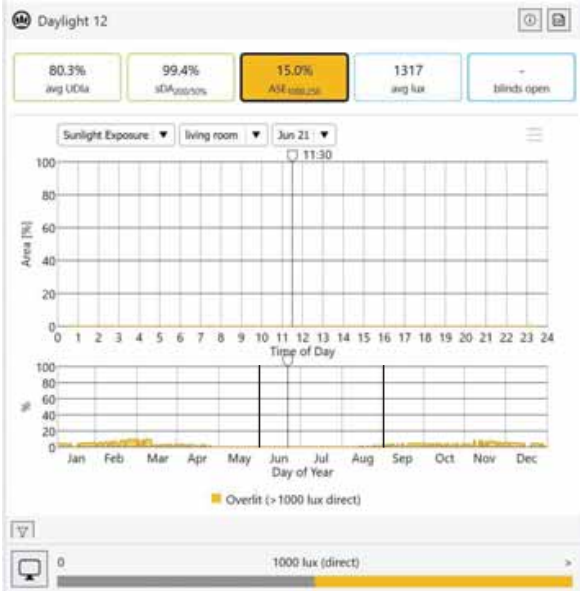 Daylight 12
80.3% 99.4% 15.0% 1317 -
avg UDIa sDA200/50% ASE1000,250 avg lux blinds open
Sunlight Exposure ▼ living room ▼ Jun 21 ▼
11:30
100
80
60
40
20
0
Area [%]
0 1 2 3 4 5 6 7 8 9 10 11 12 13 14 15 16 17 18 19 20 21 22 23 24
Time of Day
100
80
60
40
20
0
%
Jan Feb Mar Apr May Jun Jul Aug Sep Oct Nov Dec
Day of Year
Overlit (>1000 lux direct)
0 1000 lux (direct) >